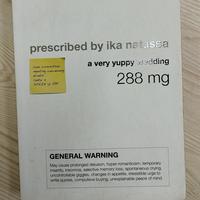 prescribed by ika natassa
a very yuppy wedding
288 mg
GENERAL WARNING
May cause prolonged delusion, hyper-romanticism, temporary
insanity, insomnia, selective memory loss, spontaneous crying,
uncontrollable giggles, changes in appetite, irresistible urge to
write sequels, compulsive buying, unexplainable peace of mind.